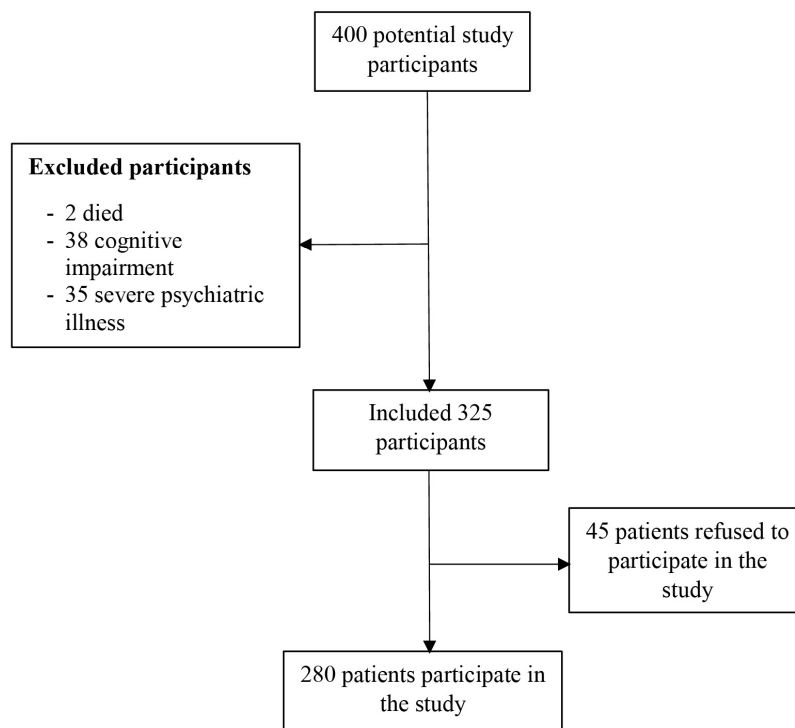 400 potential study
participants
Excluded participants
- 2 died
- 38 cognitive
impairment
- 35 severe psychiatric
illness
Included 325
participants
45 patients refused to
participate in the
study
280 patients participate in
the study